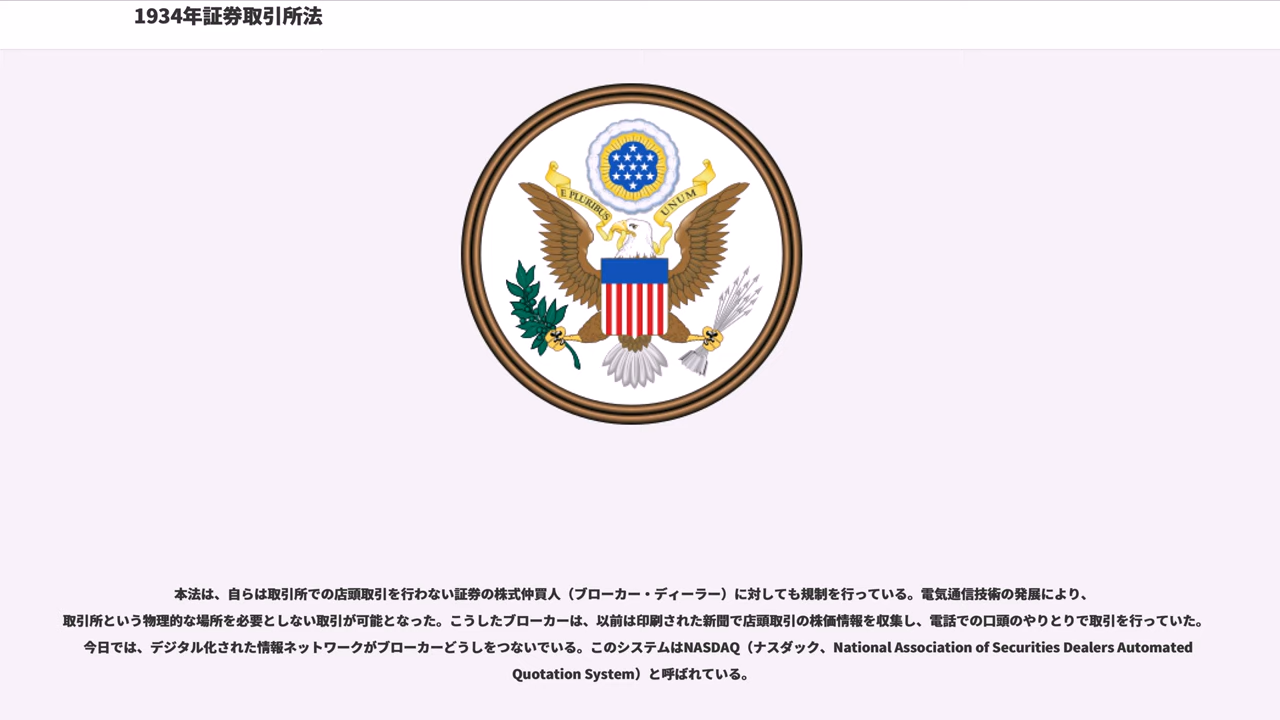 1934年証券取引所法
E PLURIBUS UNUM
本法は、自らは取引所での店頭取引を行わない証券の株式仲買人（ブローカー・ディーラー）に対しても規制を行っている。電気通信技術の発展により、
取引所という物理的な場所を必要としない取引が可能となった。こうしたブローカーは、以前は印刷された新聞で店頭取引の株価情報を収集し、電話での口頭のやりとりで取引を行っていた。
今日では、デジタル化された情報ネットワークがブローカーどうしをつないでいる。このシステムはNASDAQ（ナスダック、National Association of Securities Dealers Automated
Quotation System）と呼ばれている。